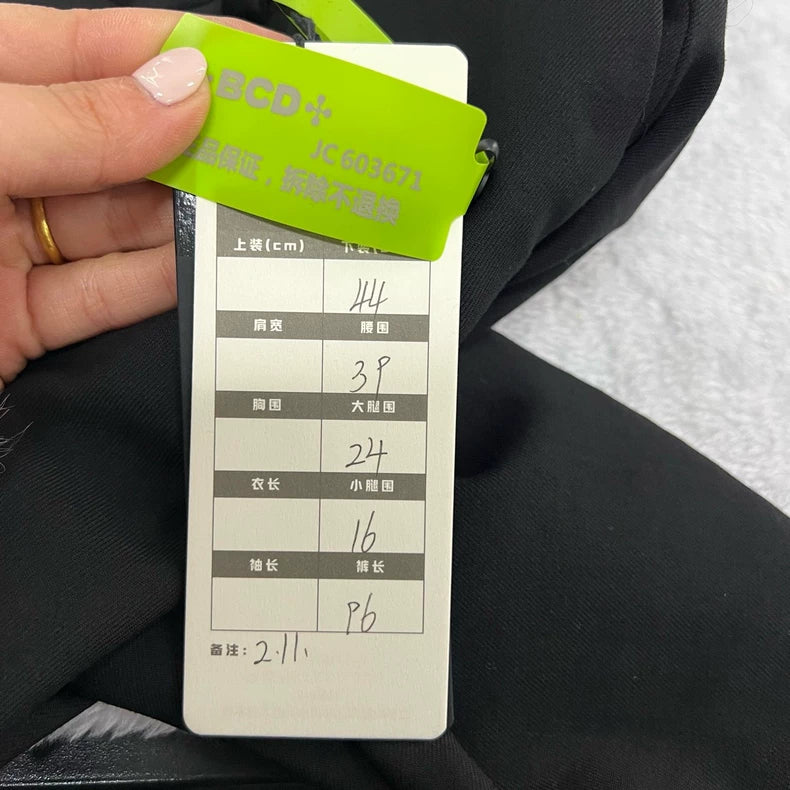 BCD
JC603671
品保证，拆除不退换
上装(cm)
44
肩宽 腰围
39
胸围 大腿围
24
衣长 小腿围
16
袖长 裤长
96
备注：2.11.